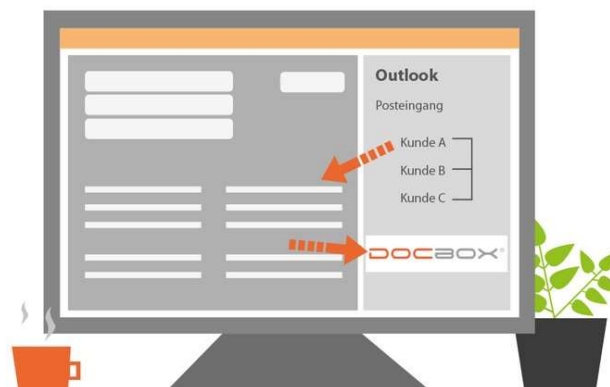 Outlook
Posteingang
Kunde A
Kunde B
Kunde C
DOCBOX®